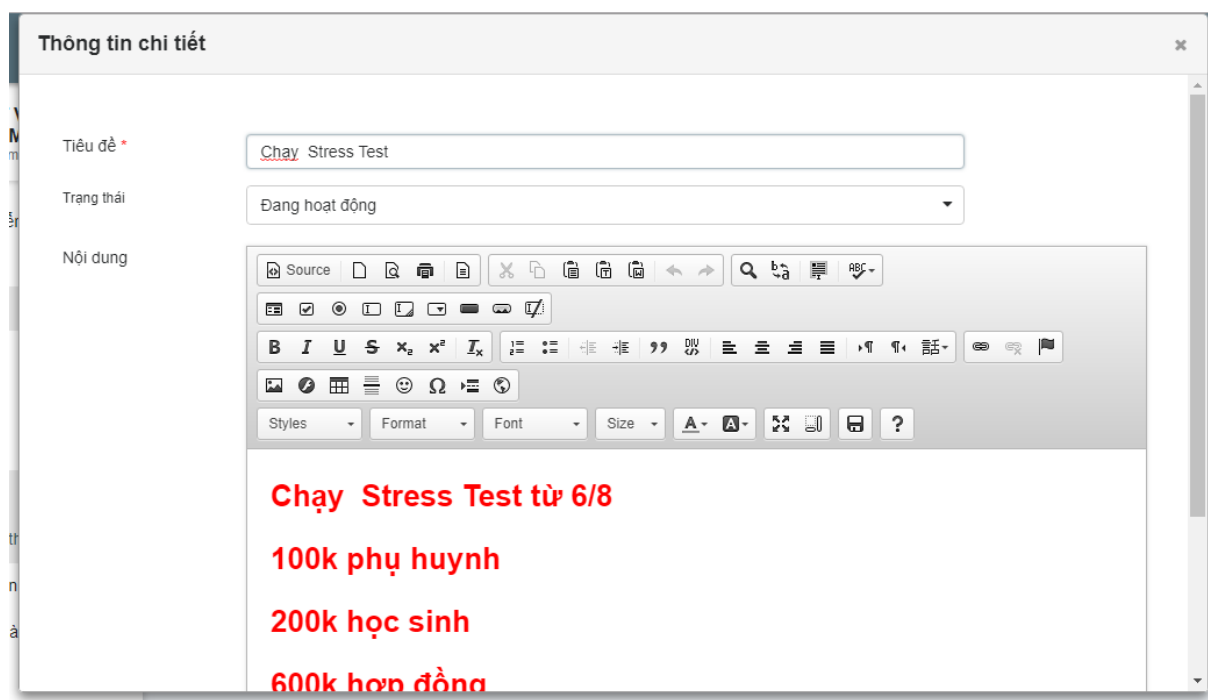 Thông tin chi tiết
Tiêu đề *
Chạy  Stress Test
Trạng thái
Đang hoạt động
Nội dung
Source
Styles
Format
Font
Size
Chạy  Stress Test từ 6/8
100k phụ huynh
200k học sinh
600k hợp đồng